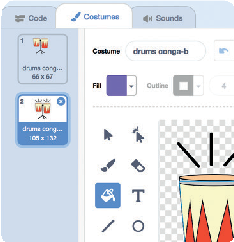 Code
Costumes
Sounds
1
drums cong...
66 x 67
2
drums cong...
Costume
drums conga-b
Fill
Outline
4
T